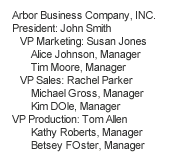 Arbor Business Company, INC.
President: John Smith
VP Marketing: Susan Jones
Alice Johnson, Manager
Tim Moore, Manager
VP Sales: Rachel Parker
Michael Gross, Manager
Kim DOle, Manager
VP Production: Tom Allen
Kathy Roberts, Manager
Betsey FOster, Manager